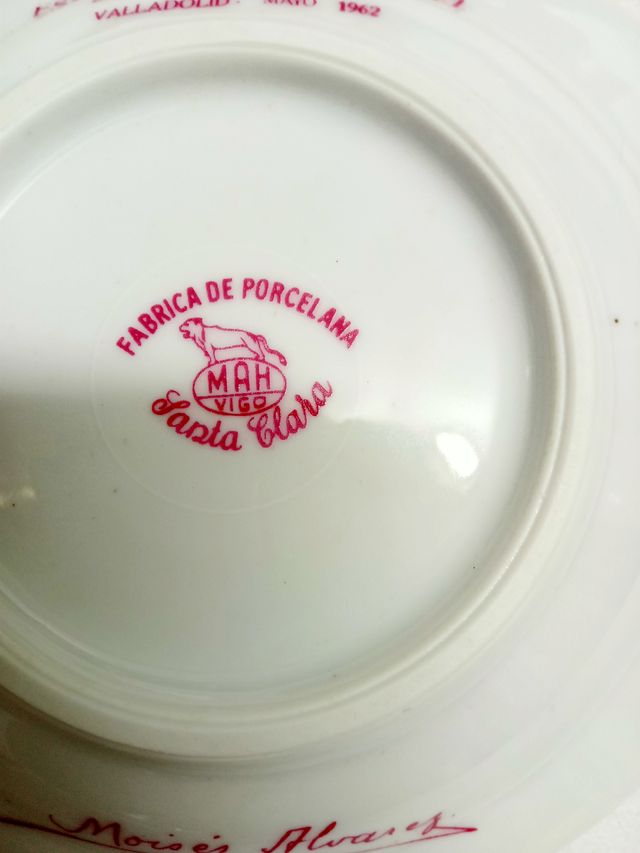 VALLADOLID · MAYO 1962
FABRICA DE PORCELANA
MAH
VIGO
Santa Clara
Moisés Alvarez